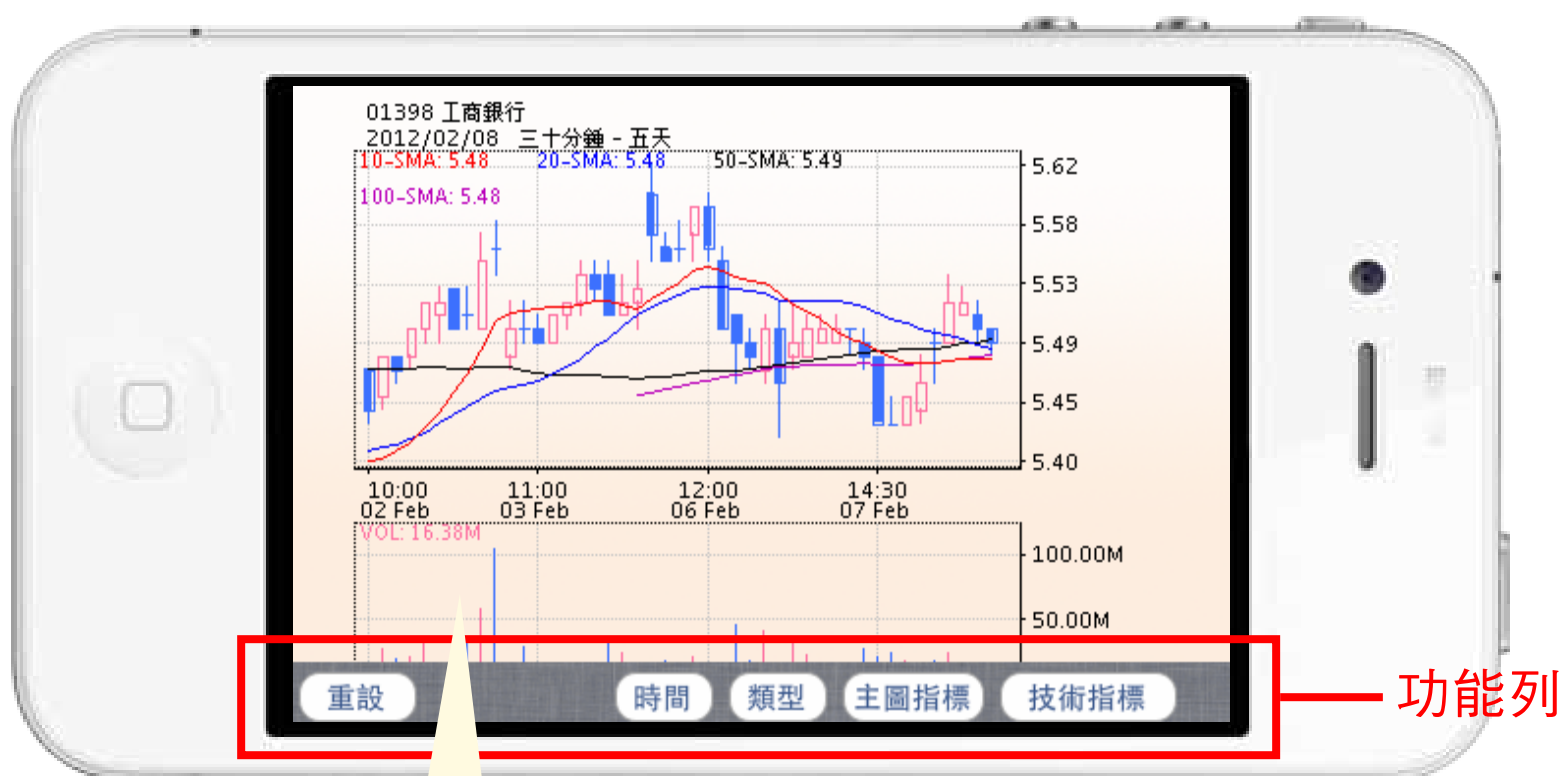 01398 工商銀行
2012/02/08 三十分鐘 - 五天
10-SMA: 5.48 20-SMA: 5.48 50-SMA: 5.49
100-SMA: 5.48
5.62
5.58
5.53
5.49
5.45
5.40
10:00 11:00 12:00 14:30
02 Feb 03 Feb 06 Feb 07 Feb
VOL: 16.38M
100.00M
50.00M
重設 時間 類型 主圖指標 技術指標
功能列